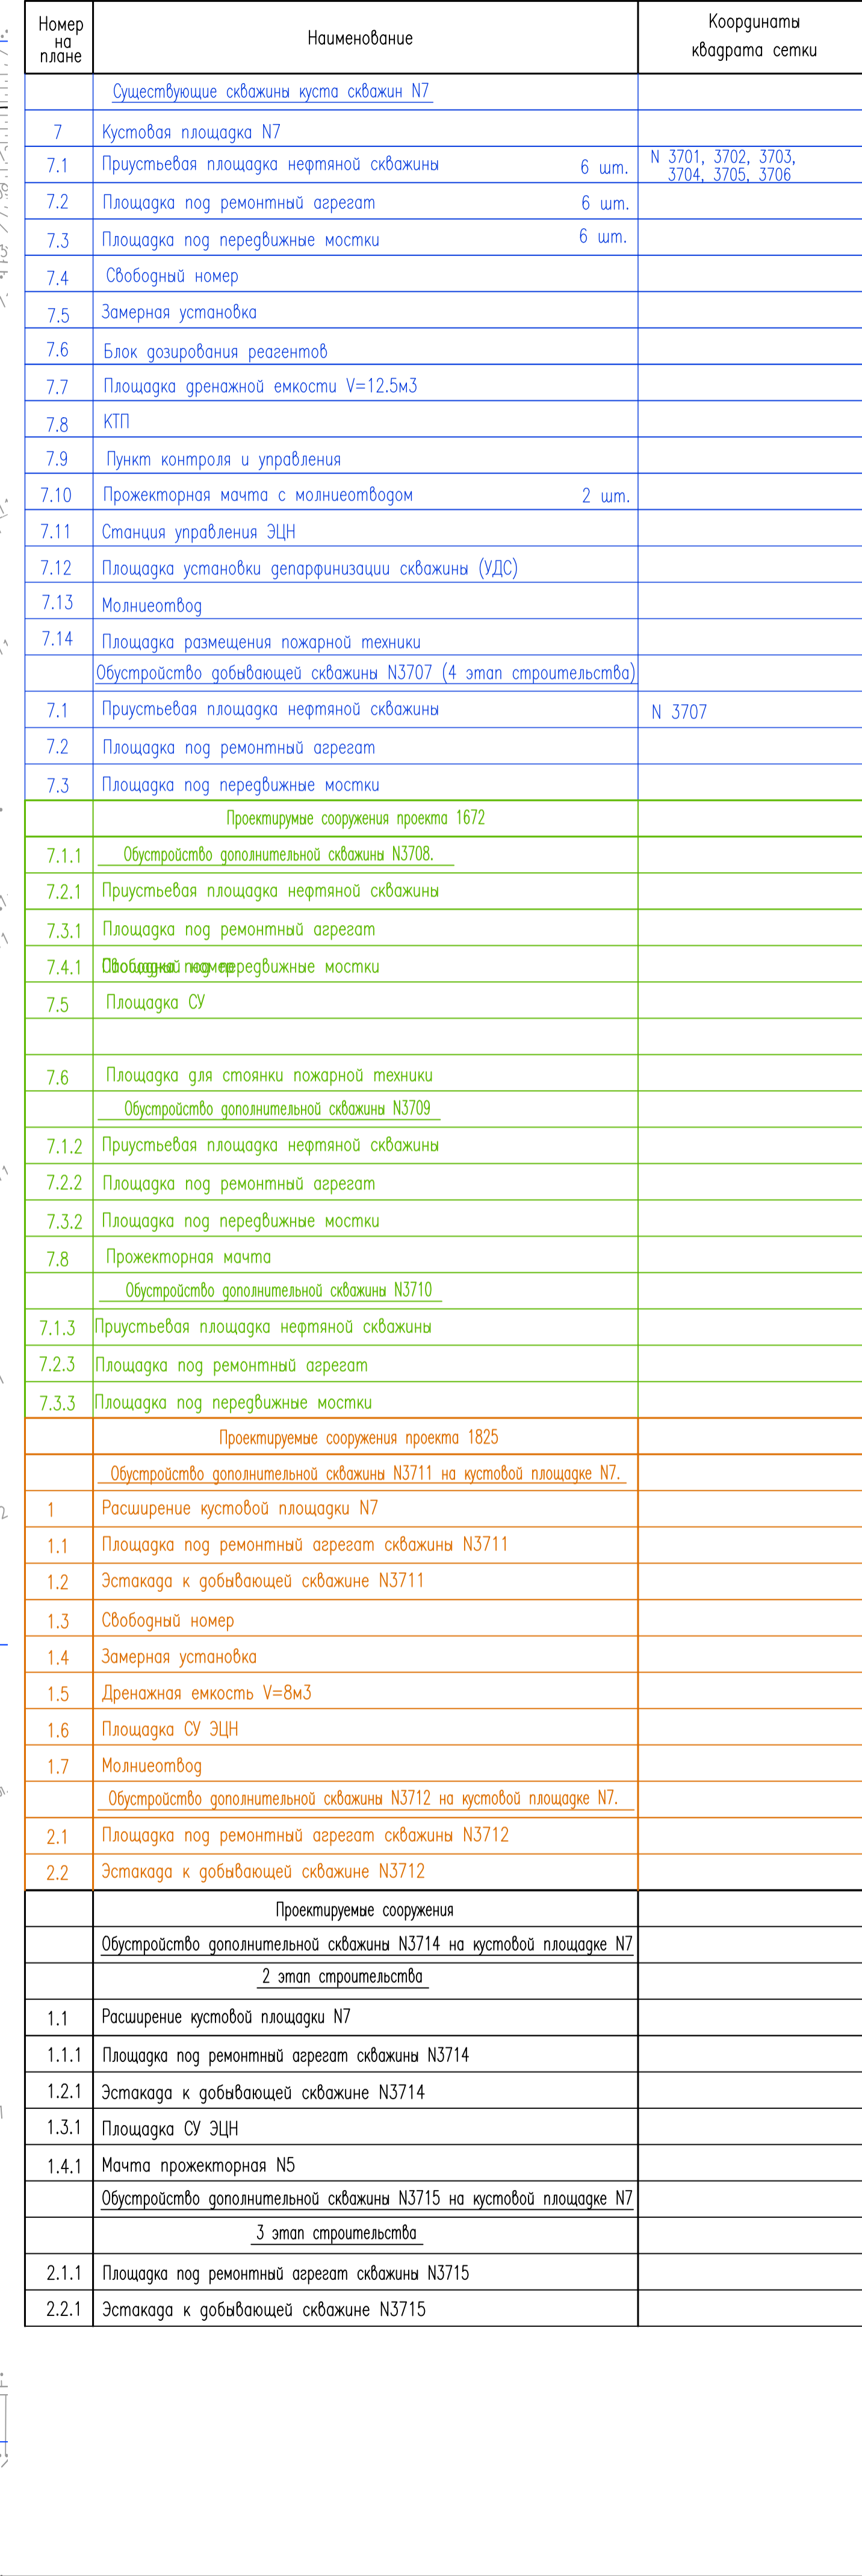 Номер на плане | Наименование | Координаты квадрата сетки
Существующие скважины куста скважин N7
7 Кустовая площадка N7
7.1 Приустьевая площадка нефтяной скважины 6 шт. N 3701, 3702, 3703,
3704, 3705, 3706
7.2 Площадка под ремонтный агрегат 6 шт.
7.3 Площадка под передвижные мостки 6 шт.
7.4 Свободный номер
7.5 Замерная установка
7.6 Блок дозирования реагентов
7.7 Площадка дренажной емкости V=12.5м3
7.8 КТП
7.9 Пункт контроля и управления
7.10 Прожекторная мачта с молниеотводом 2 шт.
7.11 Станция управления ЭЦН
7.12 Площадка установки депарфинизации скважины (УДС)
7.13 Молниеотвод
7.14 Площадка размещения пожарной техники
Обустройство добывающей скважины N3707 (4 этап строительства)
7.1 Приустьевая площадка нефтяной скважины N 3707
7.2 Площадка под ремонтный агрегат
7.3 Площадка под передвижные мостки
Проектирумые сооружения проекта 1672
7.1.1 Обустройство дополнительной скважины N3708.
7.2.1 Приустьевая площадка нефтяной скважины
7.3.1 Площадка под ремонтный агрегат
7.4.1 Площадка под передвижные мостки
Свободный номер
7.5 Площадка СУ
7.6 Площадка для стоянки пожарной техники
Обустройство дополнительной скважины N3709
7.1.2 Приустьевая площадка нефтяной скважины
7.2.2 Площадка под ремонтный агрегат
7.3.2 Площадка под передвижные мостки
7.8 Прожекторная мачта
Обустройство дополнительной скважины N3710
7.1.3 Приустьевая площадка нефтяной скважины
7.2.3 Площадка под ремонтный агрегат
7.3.3 Площадка под передвижные мостки
Проектируемые сооружения проекта 1825
Обустройство дополнительной скважины N3711 на кустовой площадке N7.
1 Расширение кустовой площадки N7
1.1 Площадка под ремонтный агрегат скважины N3711
1.2 Эстакада к добывающей скважине N3711
1.3 Свободный номер
1.4 Замерная установка
1.5 Дренажная емкость V=8м3
1.6 Площадка СУ ЭЦН
1.7 Молниеотвод
Обустройство дополнительной скважины N3712 на кустовой площадке N7.
2.1 Площадка под ремонтный агрегат скважины N3712
2.2 Эстакада к добывающей скважине N3712
Проектируемые сооружения
Обустройство дополнительной скважины N3714 на кустовой площадке N7
2 этап строительства
1.1 Расширение кустовой площадки N7
1.1.1 Площадка под ремонтный агрегат скважины N3714
1.2.1 Эстакада к добывающей скважине N3714
1.3.1 Площадка СУ ЭЦН
1.4.1 Мачта прожекторная N5
Обустройство дополнительной скважины N3715 на кустовой площадке N7
3 этап строительства
2.1.1 Площадка под ремонтный агрегат скважины N3715
2.2.1 Эстакада к добывающей скважине N3715